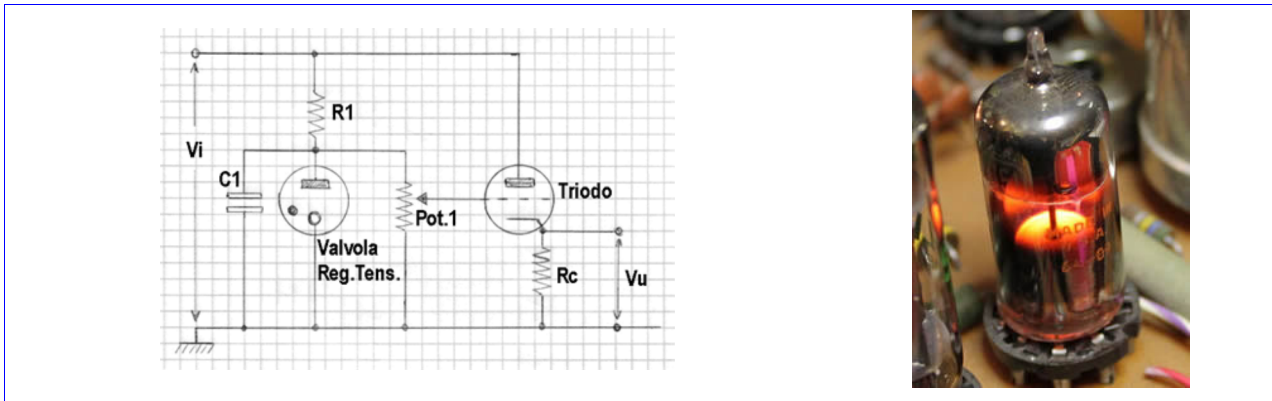 R1
Vi
C1
Triodo
Pot.1
Valvola
Reg.Tens.
Rc
Vu